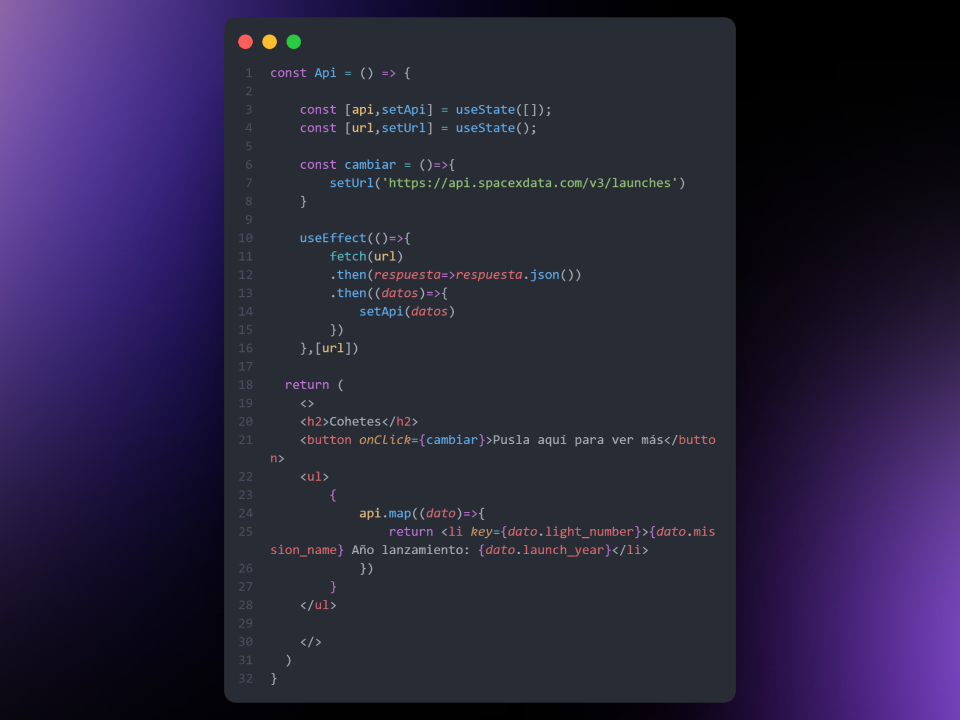 1 const Api = () => {
2
3 const [api,setApi] = useState([]);
4 const [url,setUrl] = useState();
5
6 const cambiar = ()=>{
7 setUrl('https://api.spacexdata.com/v3/launches')
8 }
9
10 useEffect(()=>{
11 fetch(url)
12 .then(respuesta=>respuesta.json())
13 .then((datos)=>{
14 setApi(datos)
15 })
16 },[url])
17
18 return (
19 <>
20 <h2>Cohetes</h2>
21 <button onClick={cambiar}>Pusla aquí para ver más</butto
n>
22 <ul>
23 {
24 api.map((dato)=>{
25 return <li key={dato.light_number}>{dato.mis
sion_name} Año lanzamiento: {dato.launch_year}</li>
26 })
27 }
28 </ul>
29
30 </>
31 )
32 }